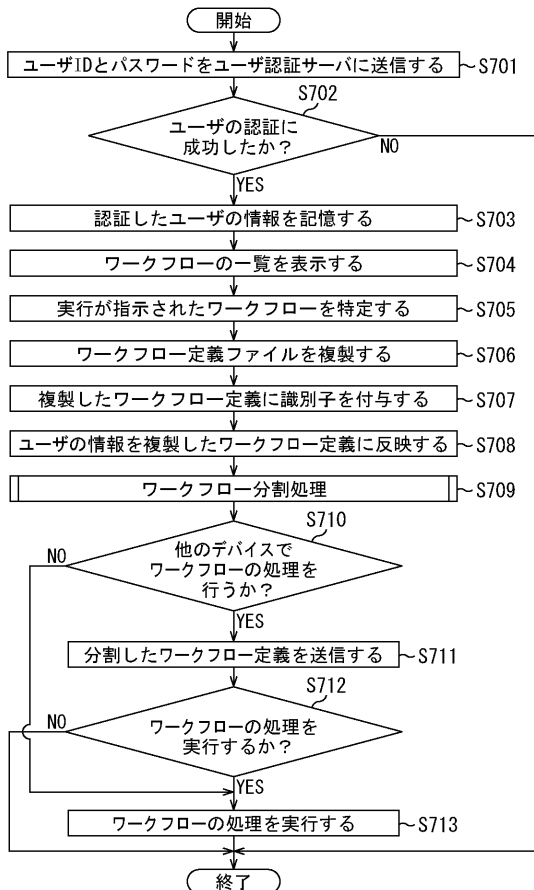 開始
ユーザIDとパスワードをユーザ認証サーバに送信する
S701
S702
ユーザの認証に
成功したか？
NO
YES
認証したユーザの情報を記憶する
S703
ワークフローの一覧を表示する
S704
実行が指示されたワークフローを特定する
S705
ワークフロー定義ファイルを複製する
S706
複製したワークフロー定義に識別子を付与する
S707
ユーザの情報を複製したワークフロー定義に反映する
S708
ワークフロー分割処理
S709
S710
他のデバイスで
ワークフローの処理を
行うか？
NO
YES
分割したワークフロー定義を送信する
S711
S712
ワークフローの処理を
実行するか？
NO
YES
ワークフローの処理を実行する
S713
終了